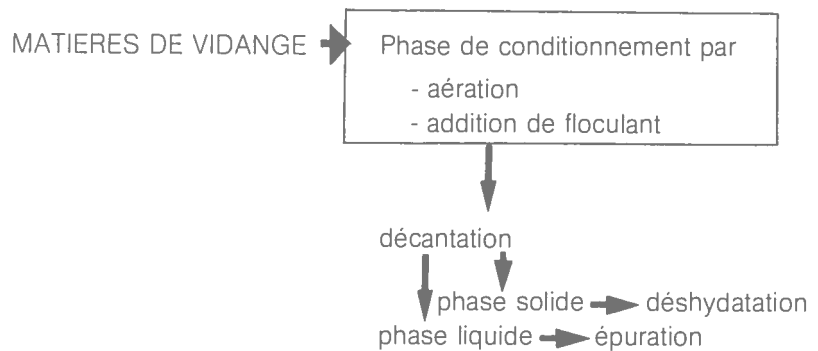 MATIERES DE VIDANGE
Phase de conditionnement par
- aération
- addition de floculant
décantation
phase solide
déshydatation
phase liquide
épuration